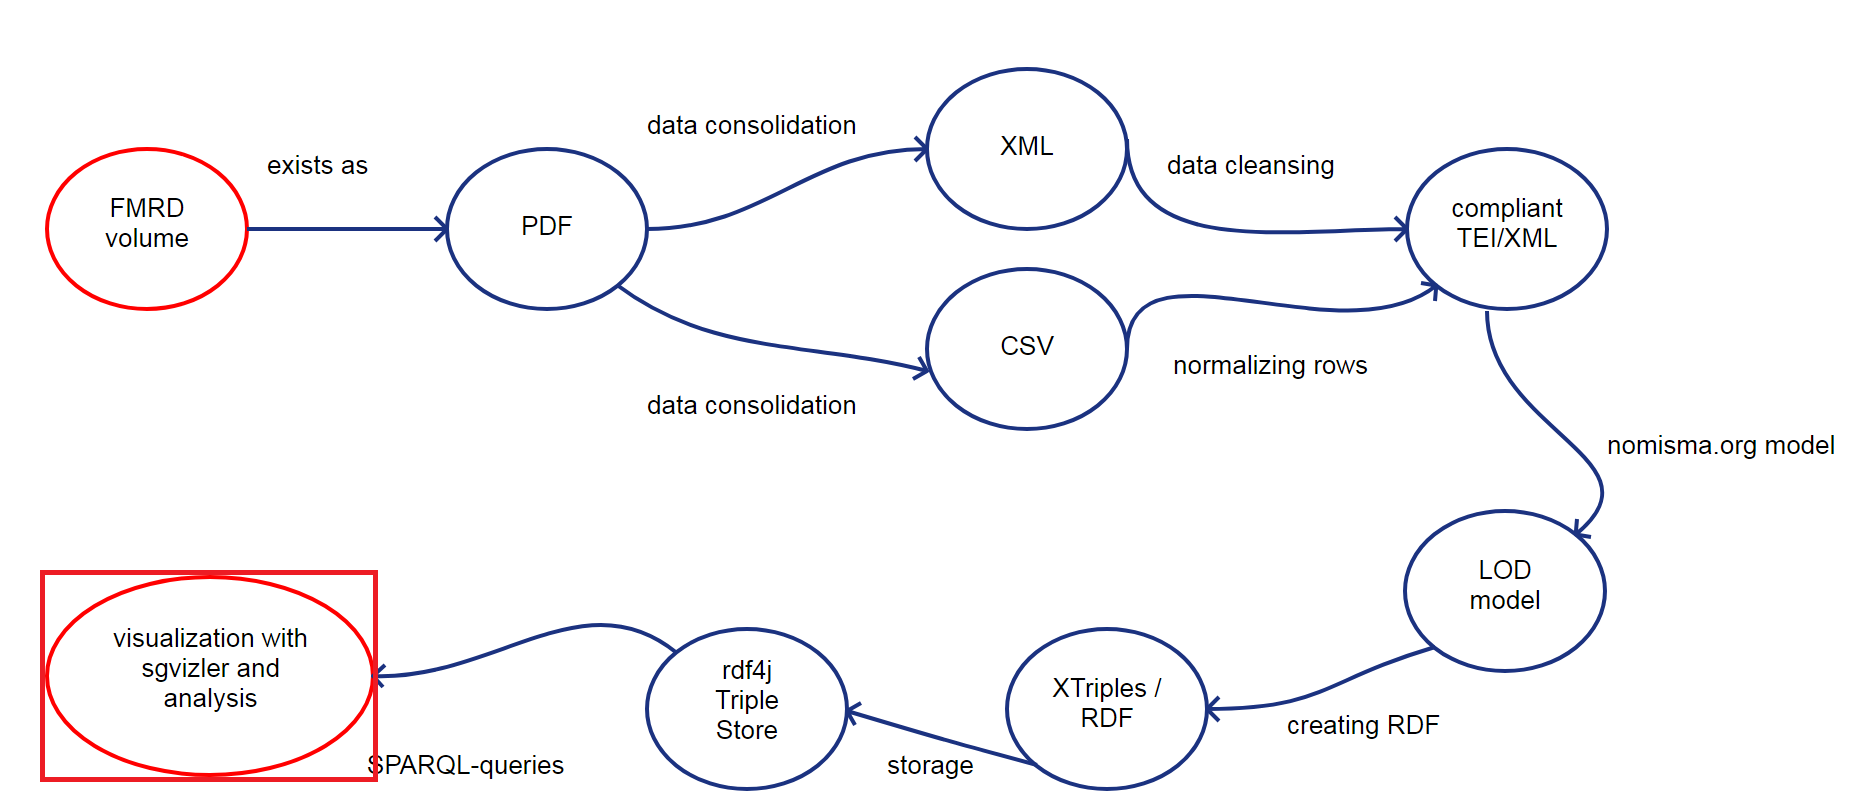 FMRD
volume
exists as
PDF
data consolidation
XML
data cleansing
compliant
TEI/XML
data consolidation
CSV
normalizing rows
nomisma.org model
LOD
model
creating RDF
XTriples /
RDF
storage
rdf4j
Triple
Store
SPARQL-queries
visualization with
sgvizler and
analysis